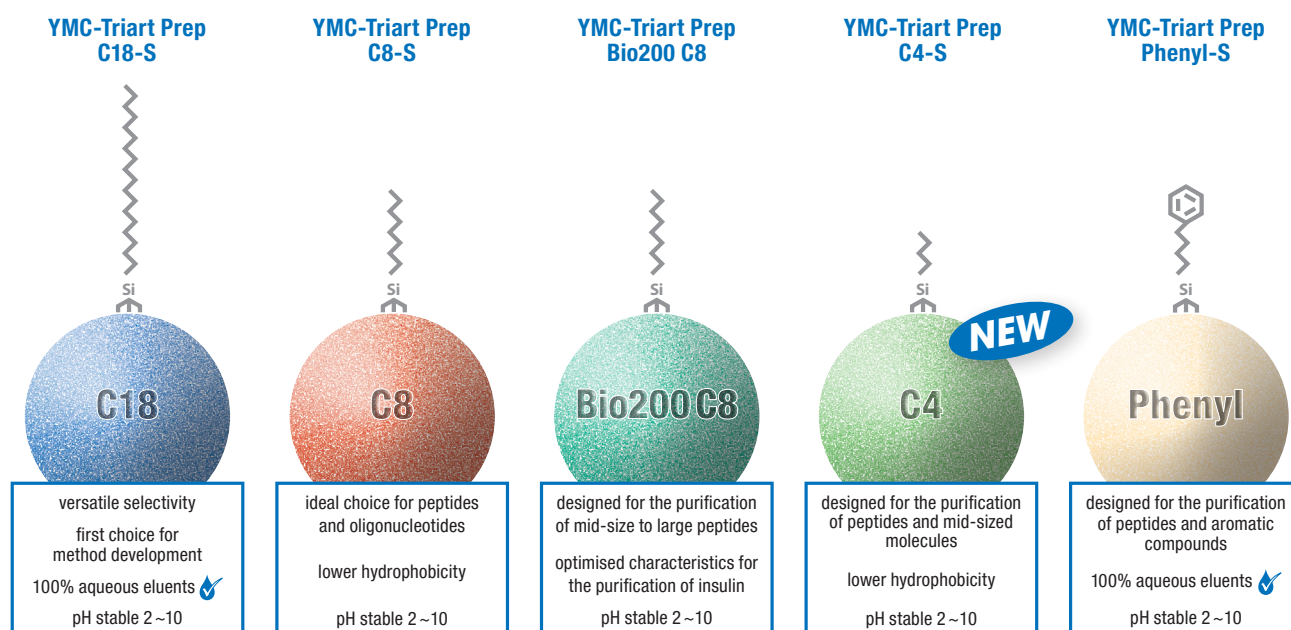 YMC-Triart Prep
C18-S
YMC-Triart Prep
C8-S
YMC-Triart Prep
Bio200 C8
YMC-Triart Prep
C4-S
YMC-Triart Prep
Phenyl-S
Si
Si
Si
Si
Si
NEW
C18
C8
Bio200 C8
C4
Phenyl
versatile selectivity
first choice for
method development
100% aqueous eluents
pH stable 2~10
ideal choice for peptides
and oligonucleotides
lower hydrophobicity
pH stable 2~10
designed for the purification
of mid-size to large peptides
optimised characteristics for
the purification of insulin
pH stable 2~10
designed for the purification
of peptides and mid-sized
molecules
lower hydrophobicity
pH stable 2~10
designed for the purification
of peptides and aromatic
compounds
100% aqueous eluents
pH stable 2~10